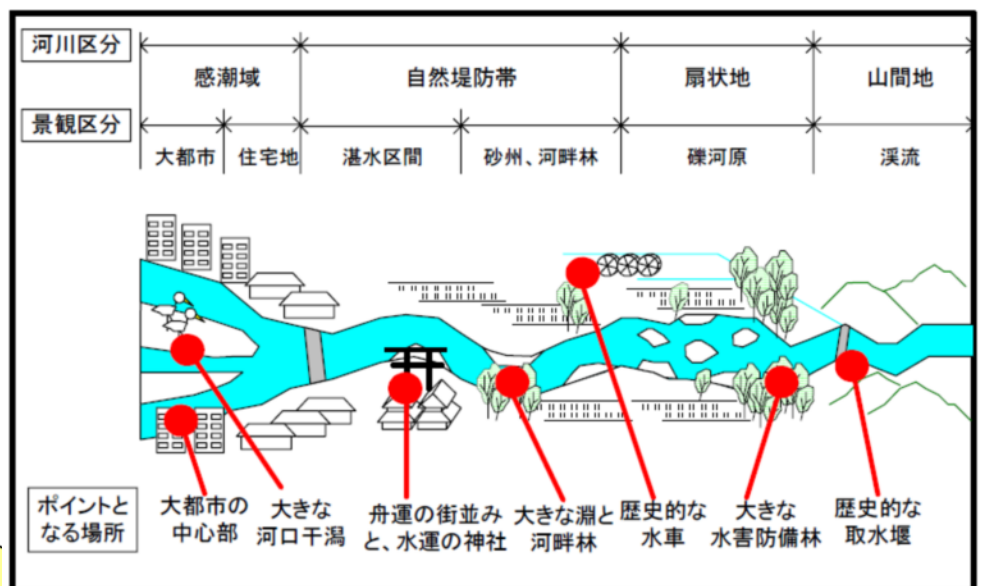 河川区分
感潮域 自然堤防帯 扇状地 山間地
景観区分
大都市 住宅地 湛水区間 砂州、河畔林 礫河原 渓流
ポイントと
なる場所
大都市の
中心部
大きな
河口干潟
舟運の街並み
と、水運の神社
大きな淵と
河畔林
歴史的な
水車
大きな
水害防備林
歴史的な
取水堰